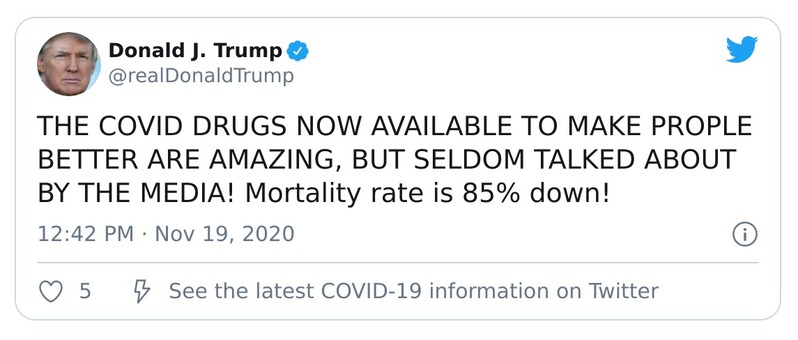 Donald J. Trump
@realDonaldTrump
THE COVID DRUGS NOW AVAILABLE TO MAKE PROPLE
BETTER ARE AMAZING, BUT SELDOM TALKED ABOUT
BY THE MEDIA! Mortality rate is 85% down!
12:42 PM · Nov 19, 2020
5 See the latest COVID-19 information on Twitter